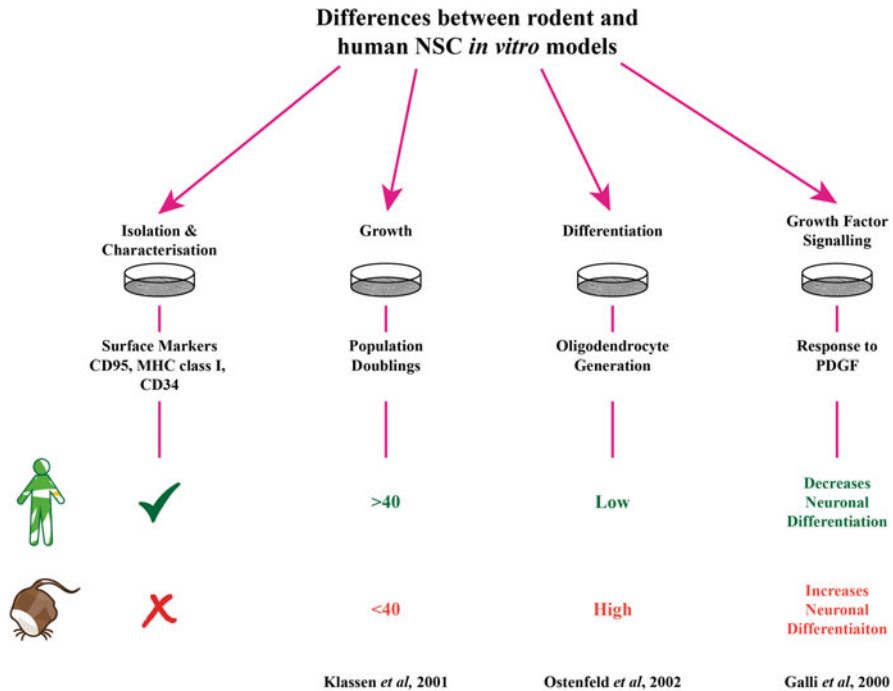 Differences between rodent and
human NSC in vitro models
Isolation &
Characterisation
Growth
Differentiation
Growth Factor
Signalling
Surface Markers
CD95, MHC class I,
CD34
Population
Doublings
Oligodendrocyte
Generation
Response to
PDGF
>40
Low
Decreases
Neuronal
Differentiation
<40
High
Increases
Neuronal
Differentiaiton
Klassen et al, 2001
Ostenfeld et al, 2002
Galli et al, 2000